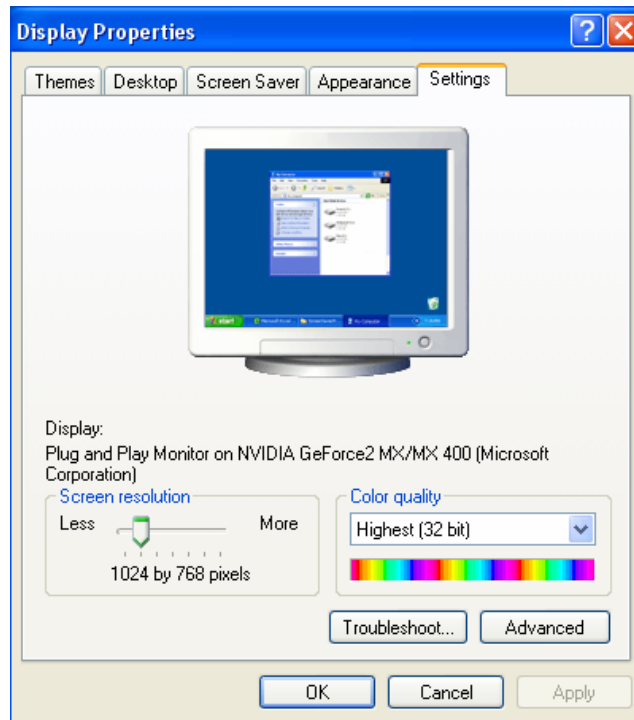 Display Properties
Themes Desktop Screen Saver Appearance Settings
start
Display:
Plug and Play Monitor on NVIDIA GeForce2 MX/MX 400 (Microsoft
Corporation)
Screen resolution
Less More
1024 by 768 pixels
Color quality
Highest (32 bit)
Troubleshoot... Advanced
OK Cancel Apply